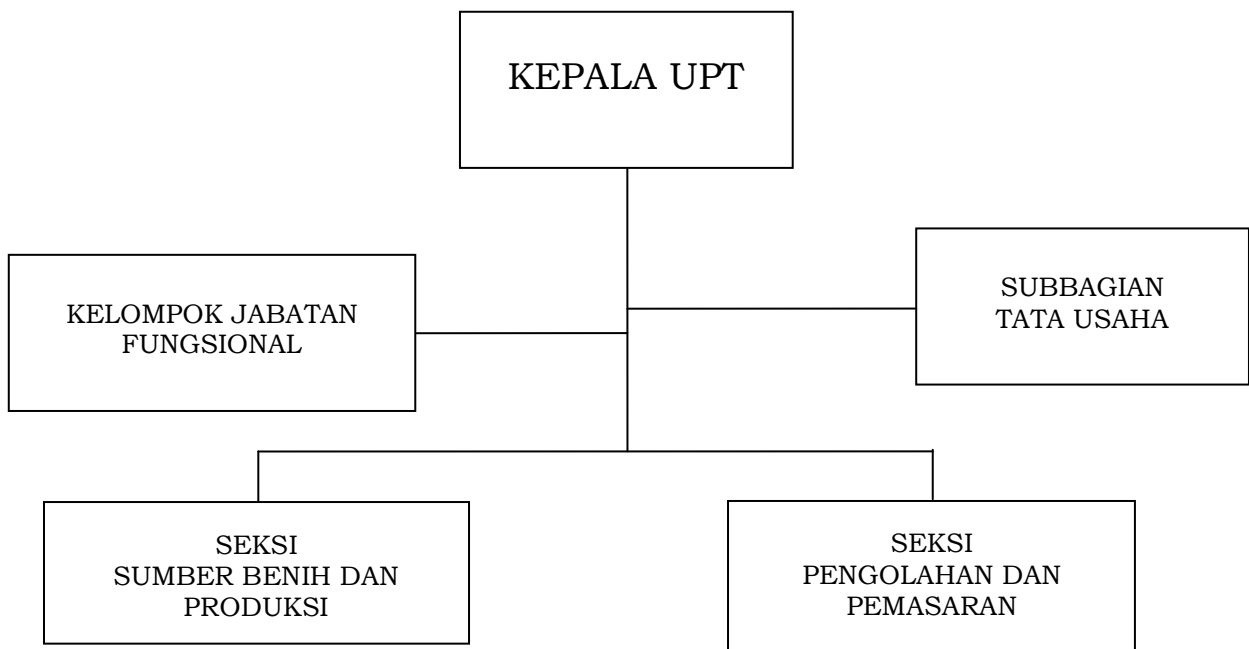 KEPALA UPT
KELOMPOK JABATAN
FUNGSIONAL
SUBBAGIAN
TATA USAHA
SEKSI
SUMBER BENIH DAN
PRODUKSI
SEKSI
PENGOLAHAN DAN
PEMASARAN